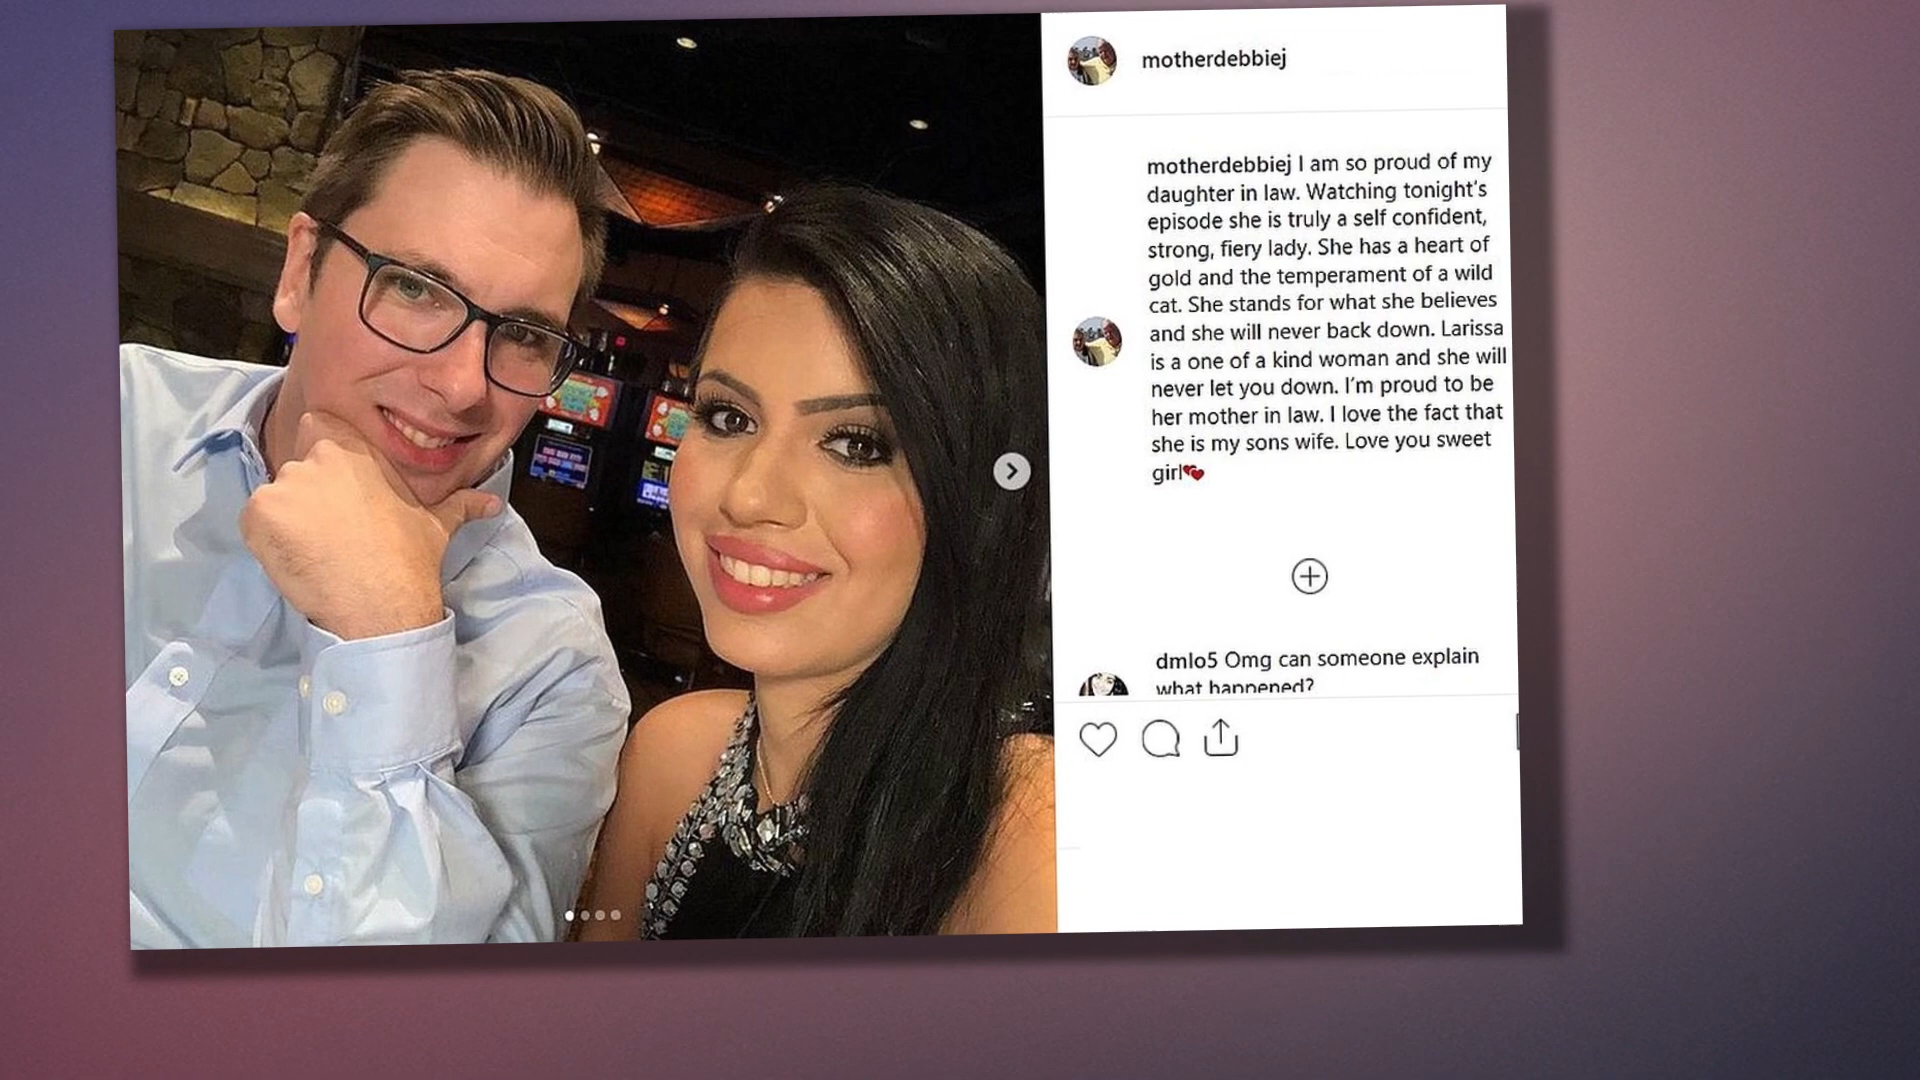 motherdebbiej
motherdebbiej I am so proud of my
daughter in law. Watching tonight's
episode she is truly a self confident,
strong, fiery lady. She has a heart of
gold and the temperament of a wild
cat. She stands for what she believes
and she will never back down. Larissa
is a one of a kind woman and she will
never let you down. I'm proud to be
her mother in law. I love the fact that
she is my sons wife. Love you sweet
girl
dmlo5 Omg can someone explain
what happened?